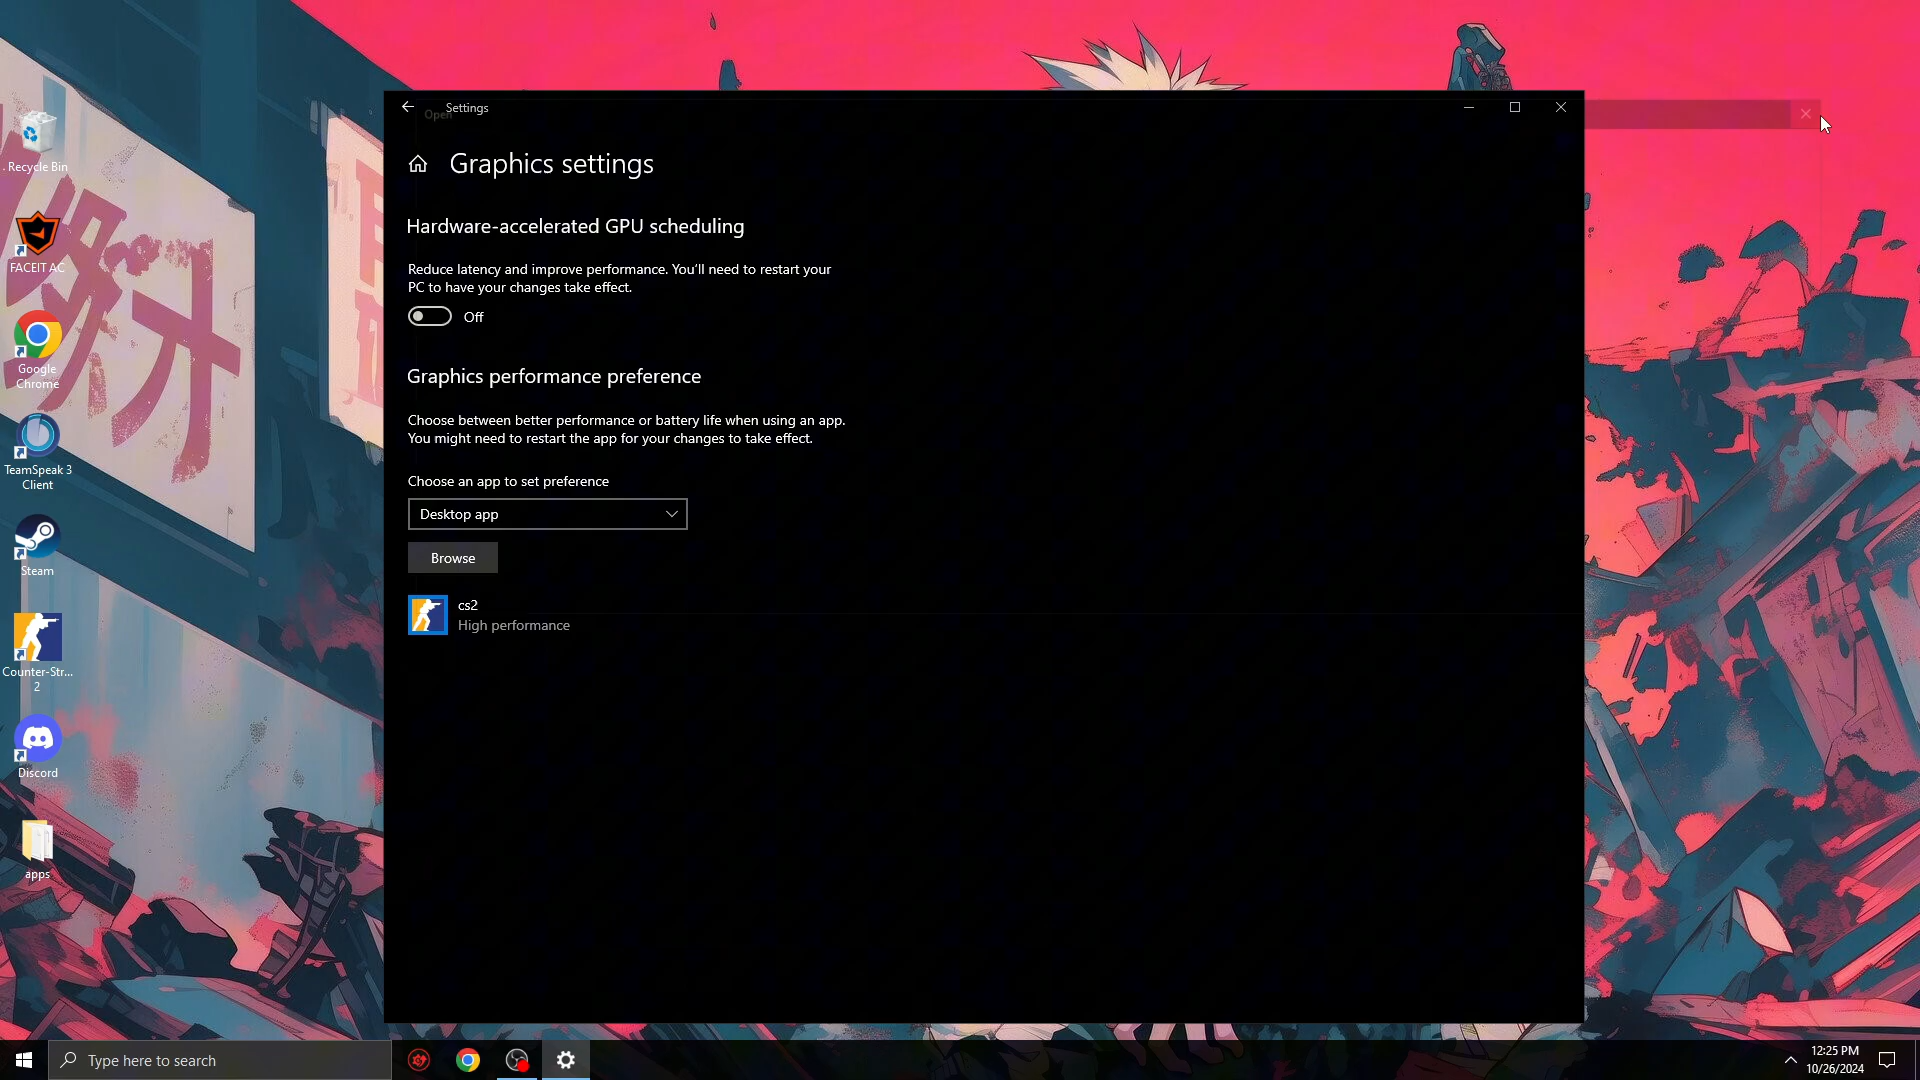 Settings
Open
Graphics settings
Hardware-accelerated GPU scheduling
Reduce latency and improve performance. You'll need to restart your
PC to have your changes take effect.
Off
Graphics performance preference
Choose between better performance or battery life when using an app.
You might need to restart the app for your changes to take effect.
Choose an app to set preference
Desktop app
Browse
cs2
High performance
Recycle Bin
FACEIT AC
Google
Chrome
TeamSpeak 3
Client
Steam
Counter-Str...
2
Discord
apps
Type here to search
12:25 PM
10/26/2024